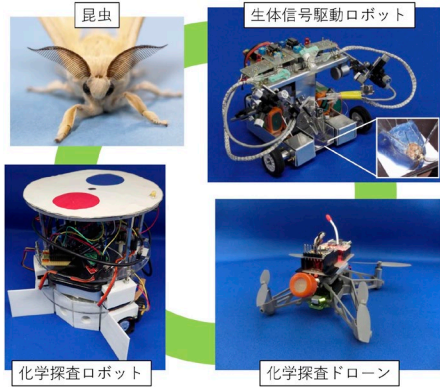 昆虫
生体信号駆動ロボット
化学探査ロボット
化学探査ドローン